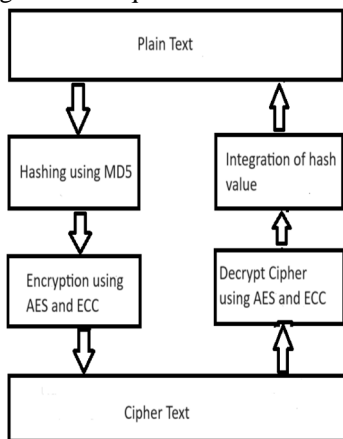 Plain Text
Hashing using MD5
Integration of hash
value
Encryption using
AES and ECC
Decrypt Cipher
using AES and ECC
Cipher Text